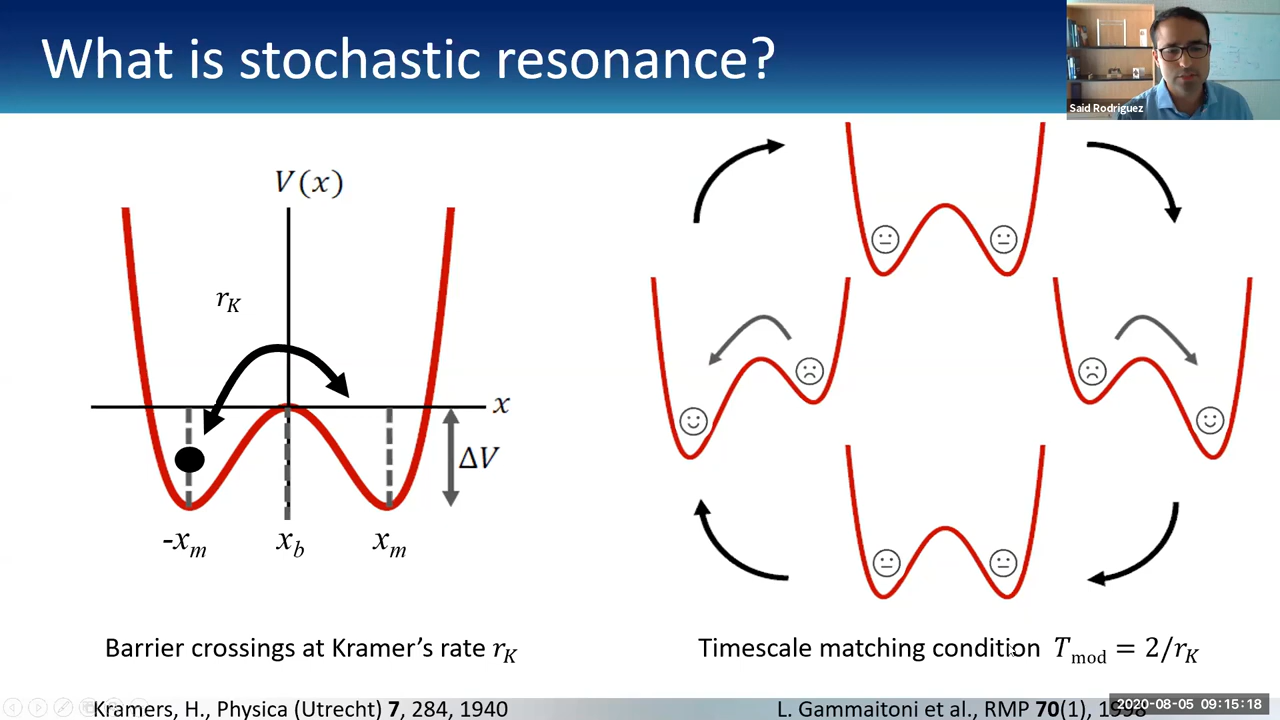 What is stochastic resonance?
Said Rodriguez
V(x)
r_K
x
ΔV
-x_m x_b x_m
Barrier crossings at Kramer's rate r_K
Timescale matching condition T_mod = 2/r_K
Kramers, H., Physica (Utrecht) 7, 284, 1940
L. Gammaitoni et al., RMP 70(1), 1998
2020-08-05 09:15:18